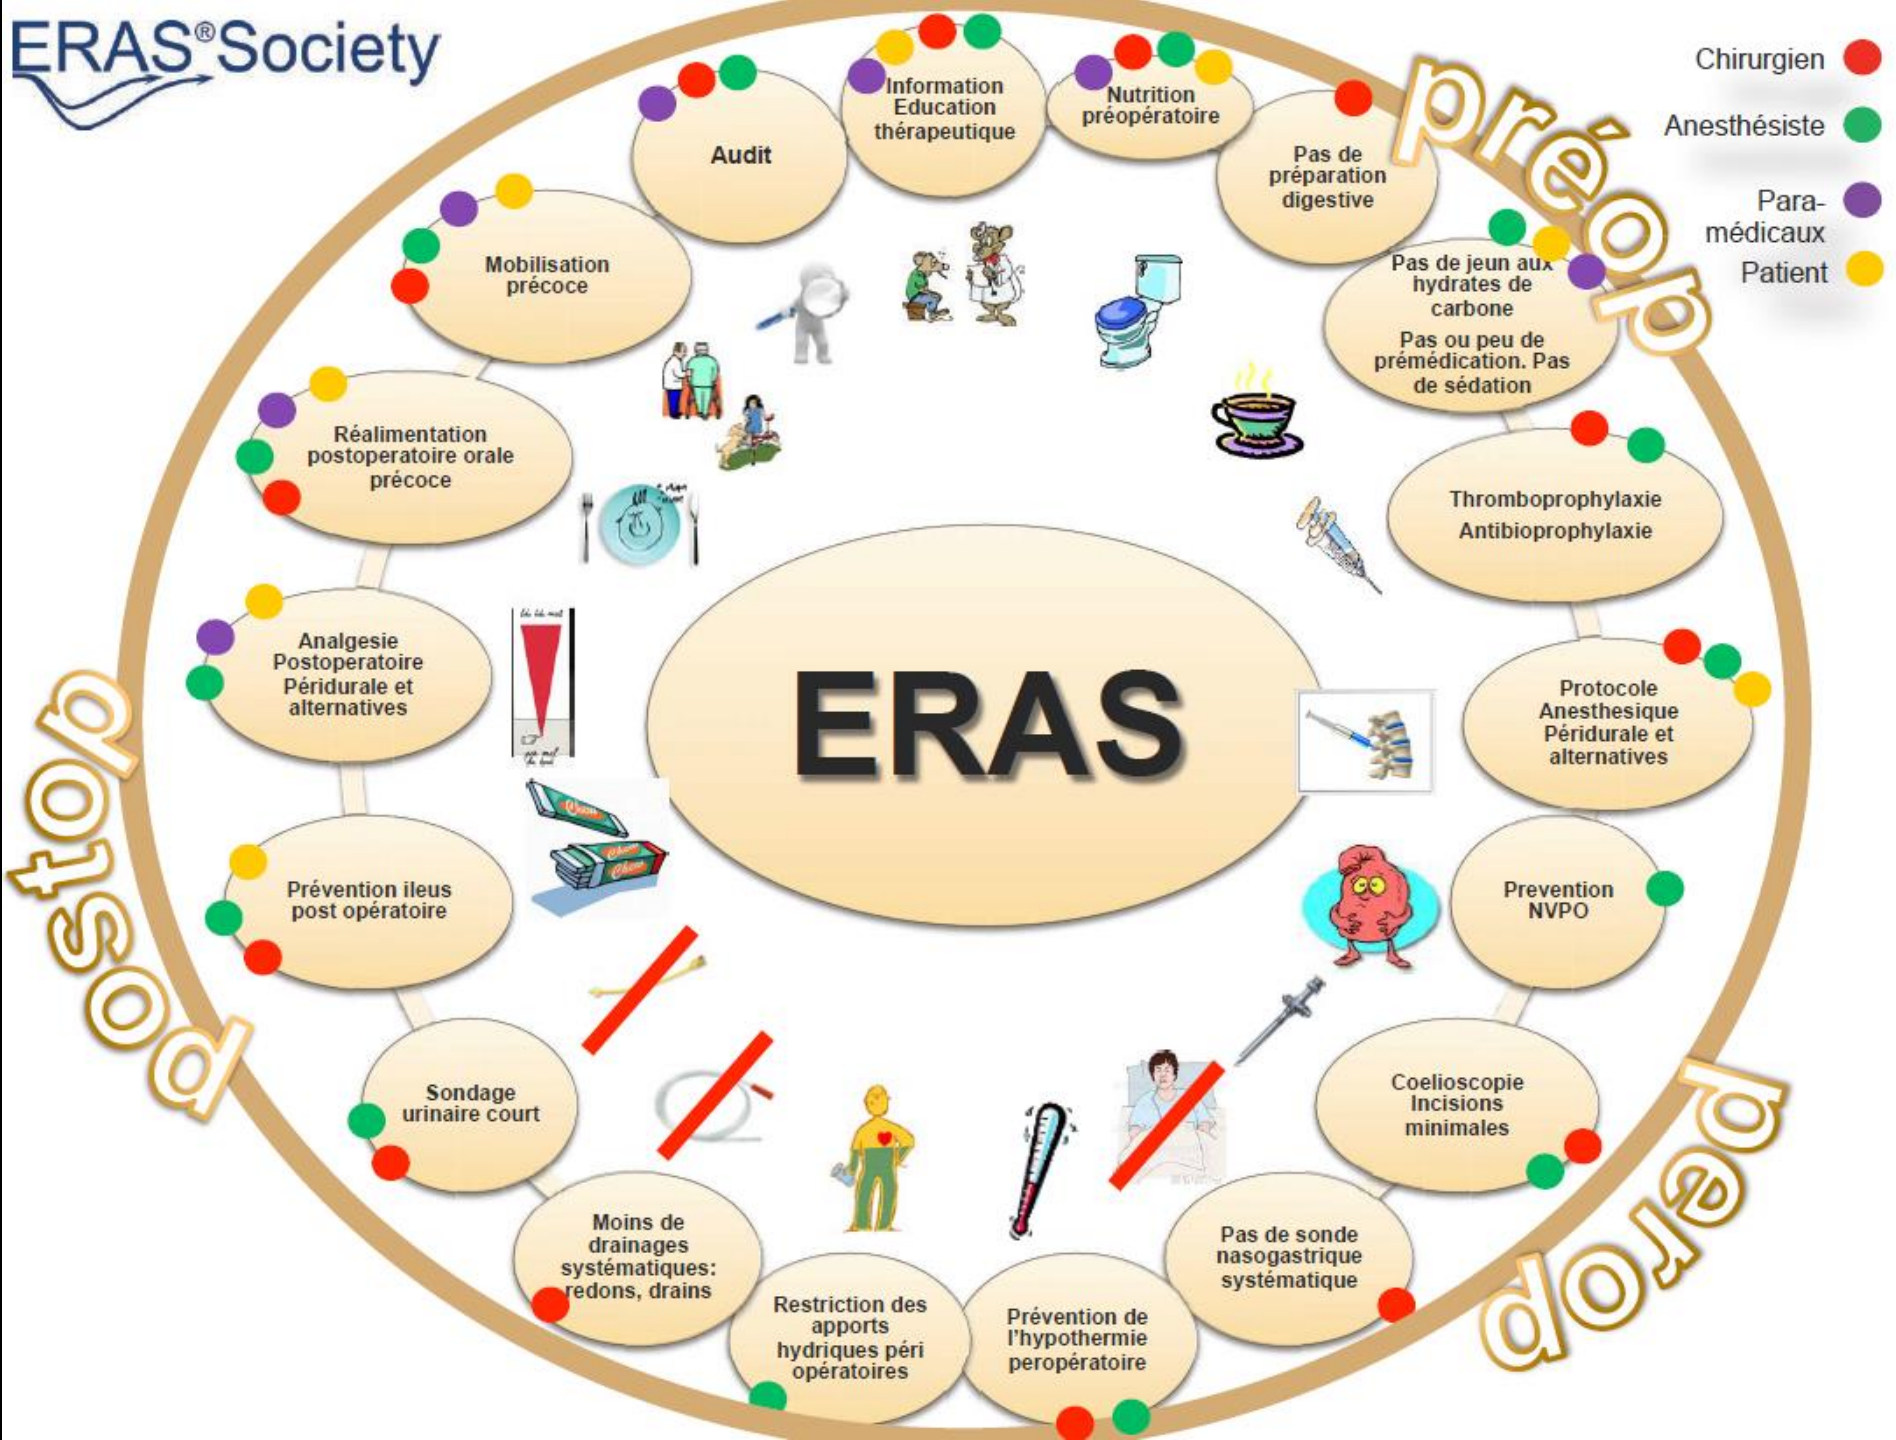 ERAS®Society
Chirurgien
Anesthésiste
Para-
médicaux
Patient
préop
perop
postop
ERAS
Information
Education
thérapeutique
Nutrition
préopératoire
Pas de
préparation
digestive
Pas de jeun aux
hydrates de
carbone
Pas ou peu de
prémédication. Pas
de sédation
Thromboprophylaxie
Antibioprophylaxie
Protocole
Anesthesique
Péridurale et
alternatives
Prevention
NVPO
Coelioscopie
Incisions
minimales
Pas de sonde
nasogastrique
systématique
Prévention de
l'hypothermie
peropératoire
Restriction des
apports
hydriques péri
opératoires
Moins de
drainages
systématiques:
redons, drains
Sondage
urinaire court
Prévention ileus
post opératoire
Analgesie
Postoperatoire
Péridurale et
alternatives
Réalimentation
postoperatoire orale
précoce
Mobilisation
précoce
Audit